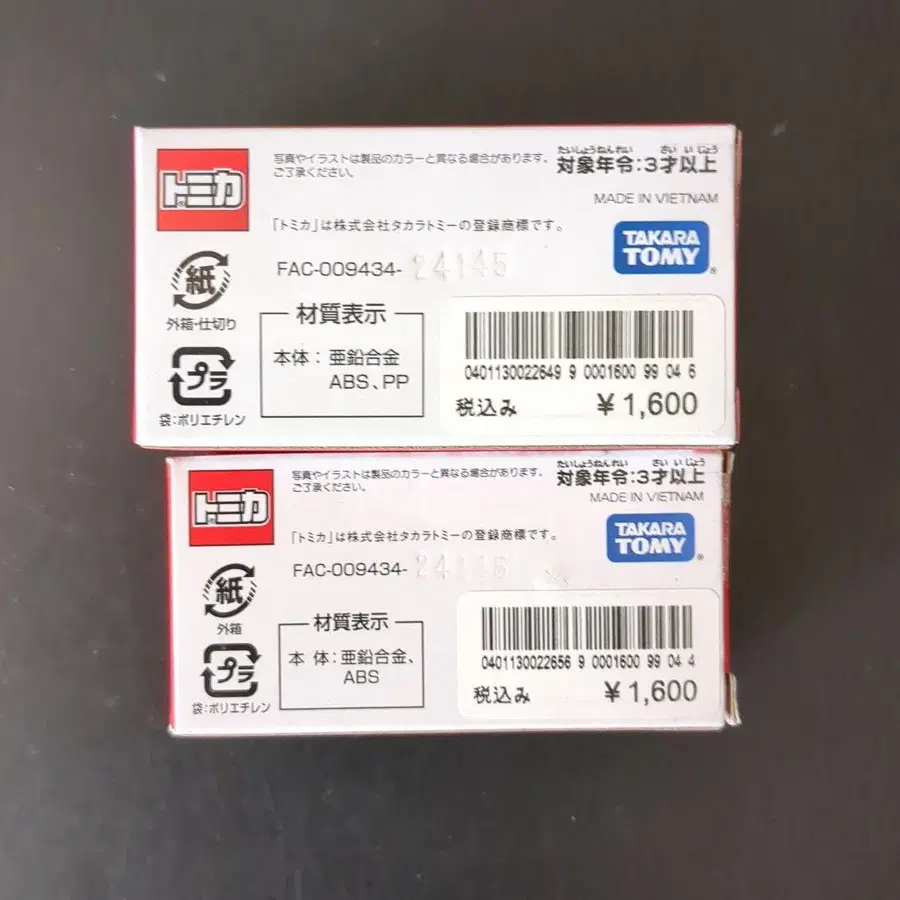 トミカ
写真やイラストは製品のカラーと異なる場合があります。
ご了承ください。
たいしょうねんれい さい いじょう
対象年令:3才以上
MADE IN VIETNAM
「トミカ」は株式会社タカラトミーの登録商標です。
TAKARA
TOMY®
FAC-009434- 24145
紙
外箱・仕切り
プラ
袋:ポリエチレン
材質表示
本体:亜鉛合金
ABS、PP
0401130022649 9 0001600 99 04 6
税込み ¥1,600
トミカ
写真やイラストは製品のカラーと異なる場合があります。
ご了承ください。
たいしょうねんれい さい いじょう
対象年令:3才以上
MADE IN VIETNAM
「トミカ」は株式会社タカラトミーの登録商標です。
TAKARA
TOMY®
FAC-009434-
紙
外箱
プラ
袋:ポリエチレン
材質表示
本 体:亜鉛合金、
ABS
0401130022656 9 0001600 99 04 4
税込み ¥1,600